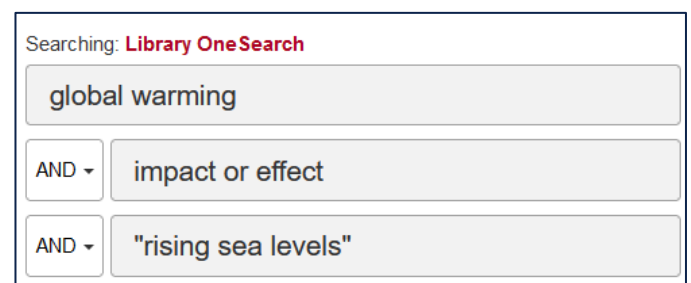 Searching: Library OneSearch
global warming
AND impact or effect
AND "rising sea levels"